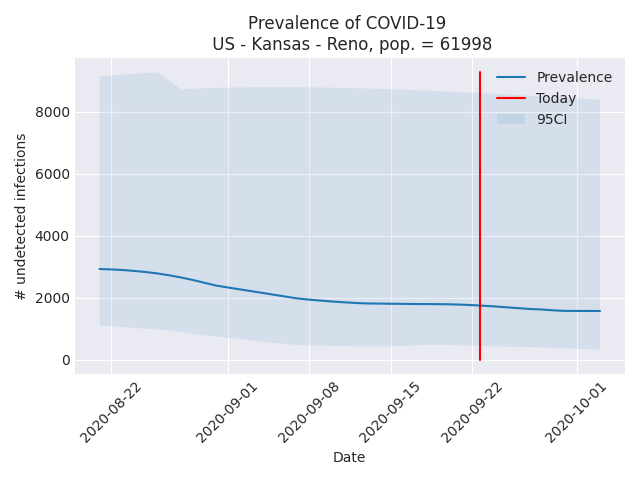 Prevalence of COVID-19
US - Kansas - Reno, pop. = 61998
Prevalence
Today
95CI
# undetected infections
8000
6000
4000
2000
0
2020-08-22
2020-09-01
2020-09-08
2020-09-15
2020-09-22
2020-10-01
Date